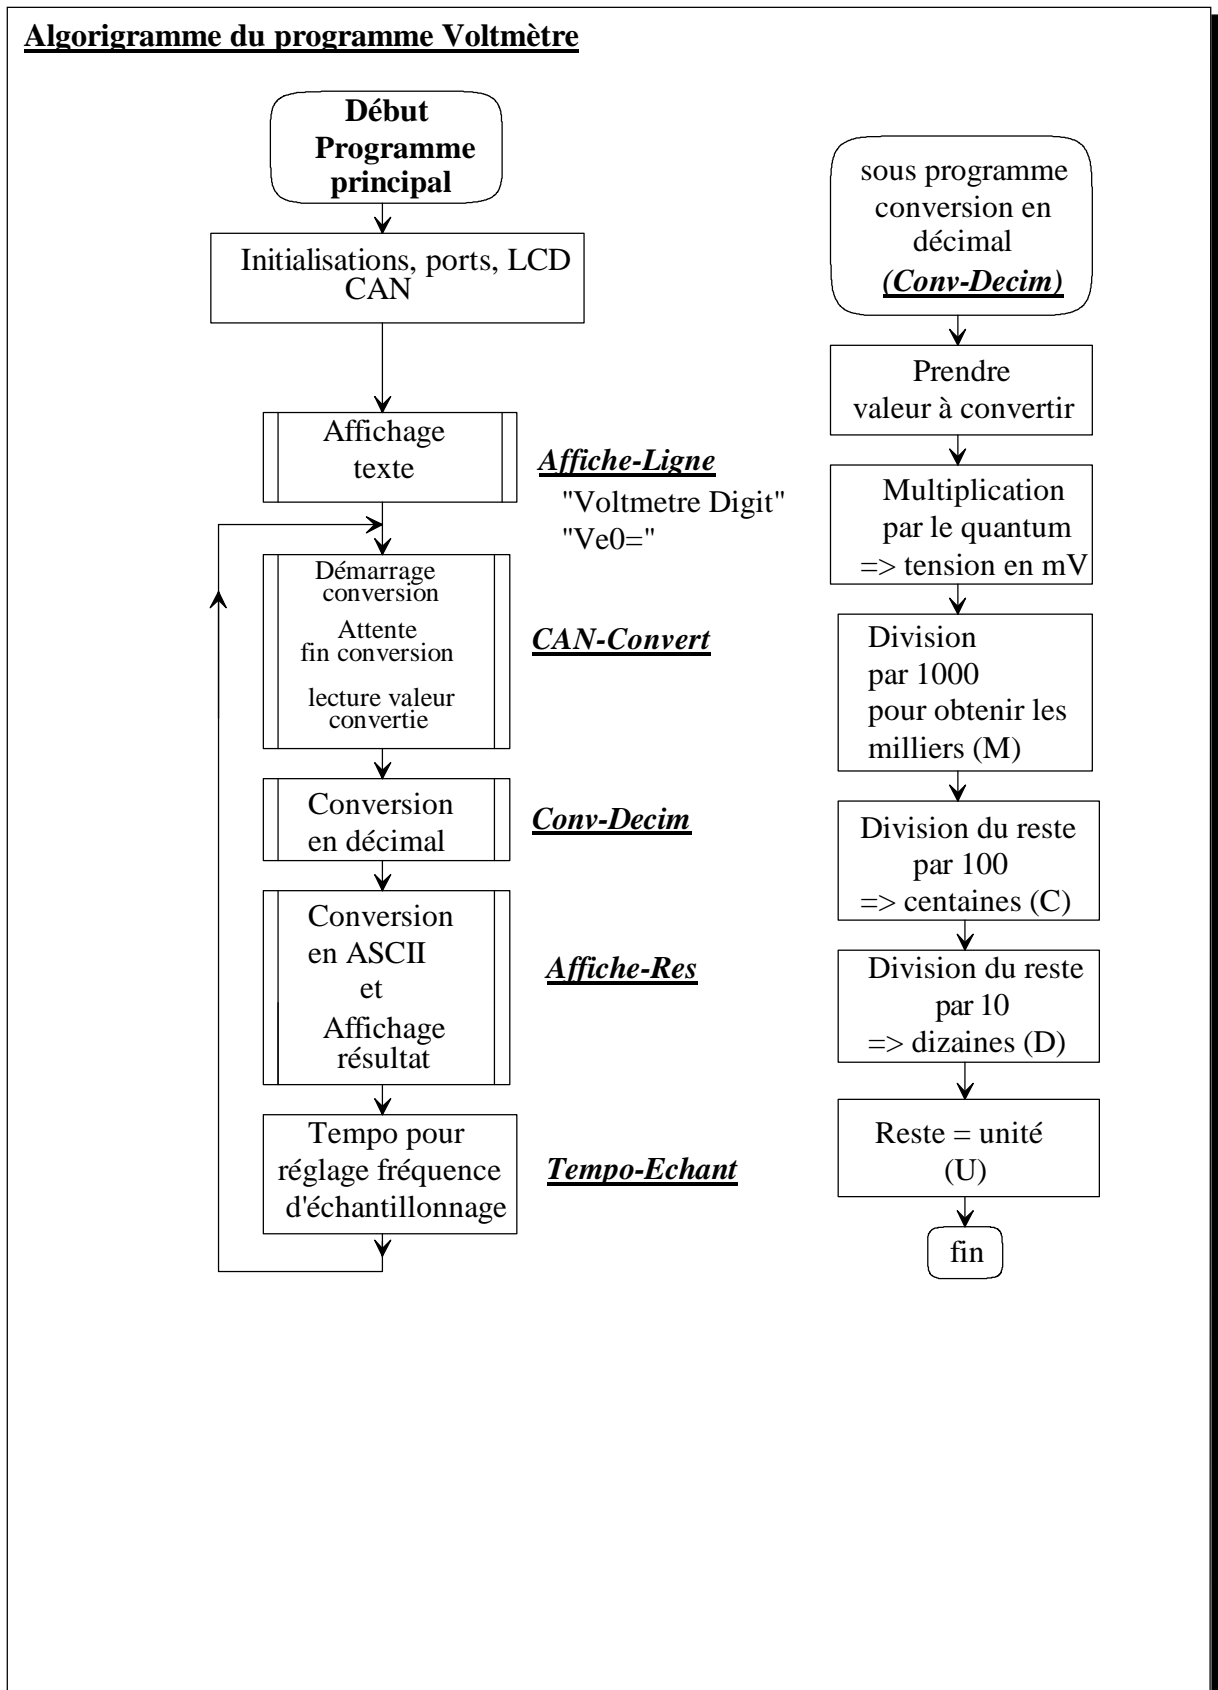 Algorigramme du programme Voltmètre
Début
Programme
principal
Initialisations, ports, LCD
CAN
Affichage
texte
Affiche-Ligne
"Voltmetre Digit"
"Ve0="
Démarrage
conversion
Attente
fin conversion
lecture valeur
convertie
CAN-Convert
Conversion
en décimal
Conv-Decim
Conversion
en ASCII
et
Affichage
résultat
Affiche-Res
Tempo pour
réglage fréquence
d'échantillonnage
Tempo-Echant
sous programme
conversion en
décimal
(Conv-Decim)
Prendre
valeur à convertir
Multiplication
par le quantum
=> tension en mV
Division
par 1000
pour obtenir les
milliers (M)
Division du reste
par 100
=> centaines (C)
Division du reste
par 10
=> dizaines (D)
Reste = unité
(U)
fin